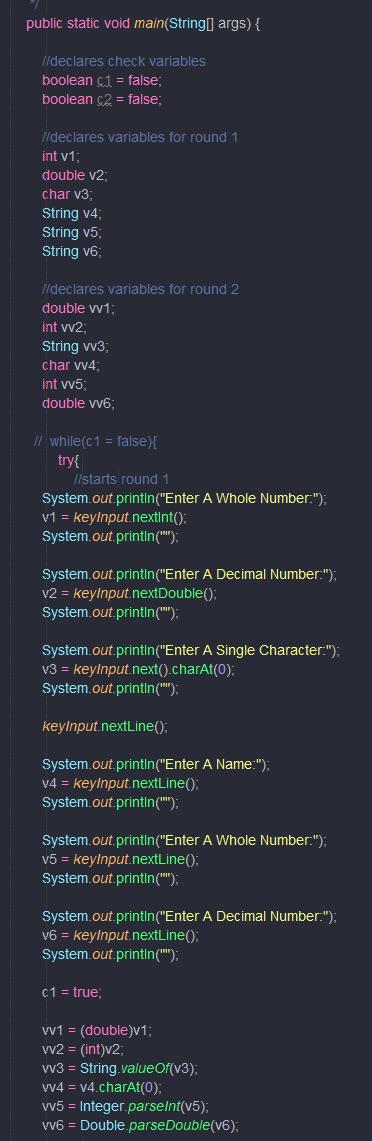 */
public static void main(String[] args) {
//declares check variables
boolean c1 = false;
boolean c2 = false;
//declares variables for round 1
int v1;
double v2;
char v3;
String v4;
String v5;
String v6;
//declares variables for round 2
double vv1;
int vv2;
String vv3;
char vv4;
int vv5;
double vv6;
// while(c1 = false){
try{
//starts round 1
System.out.println("Enter A Whole Number:");
v1 = keyInput.nextInt();
System.out.println("");
System.out.println("Enter A Decimal Number:");
v2 = keyInput.nextDouble();
System.out.println("");
System.out.println("Enter A Single Character:");
v3 = keyInput.next().charAt(0);
System.out.println("");
keyInput.nextLine();
System.out.println("Enter A Name:");
v4 = keyInput.nextLine();
System.out.println("");
System.out.println("Enter A Whole Number:");
v5 = keyInput.nextLine();
System.out.println("");
System.out.println("Enter A Decimal Number:");
v6 = keyInput.nextLine();
System.out.println("");
c1 = true;
vv1 = (double)v1;
vv2 = (int)v2;
vv3 = String.valueOf(v3);
vv4 = v4.charAt(0);
vv5 = Integer.parseInt(v5);
vv6 = Double.parseDouble(v6);